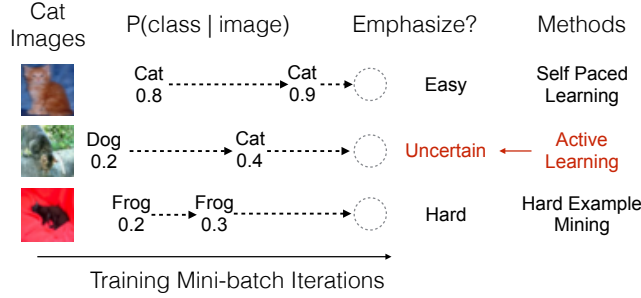 Cat
Images
P(class | image)
Emphasize?
Methods
Cat
0.8
Cat
0.9
Easy
Self Paced
Learning
Dog
0.2
Cat
0.4
Uncertain
Active
Learning
Frog
0.2
Frog
0.3
Hard
Hard Example
Mining
Training Mini-batch Iterations